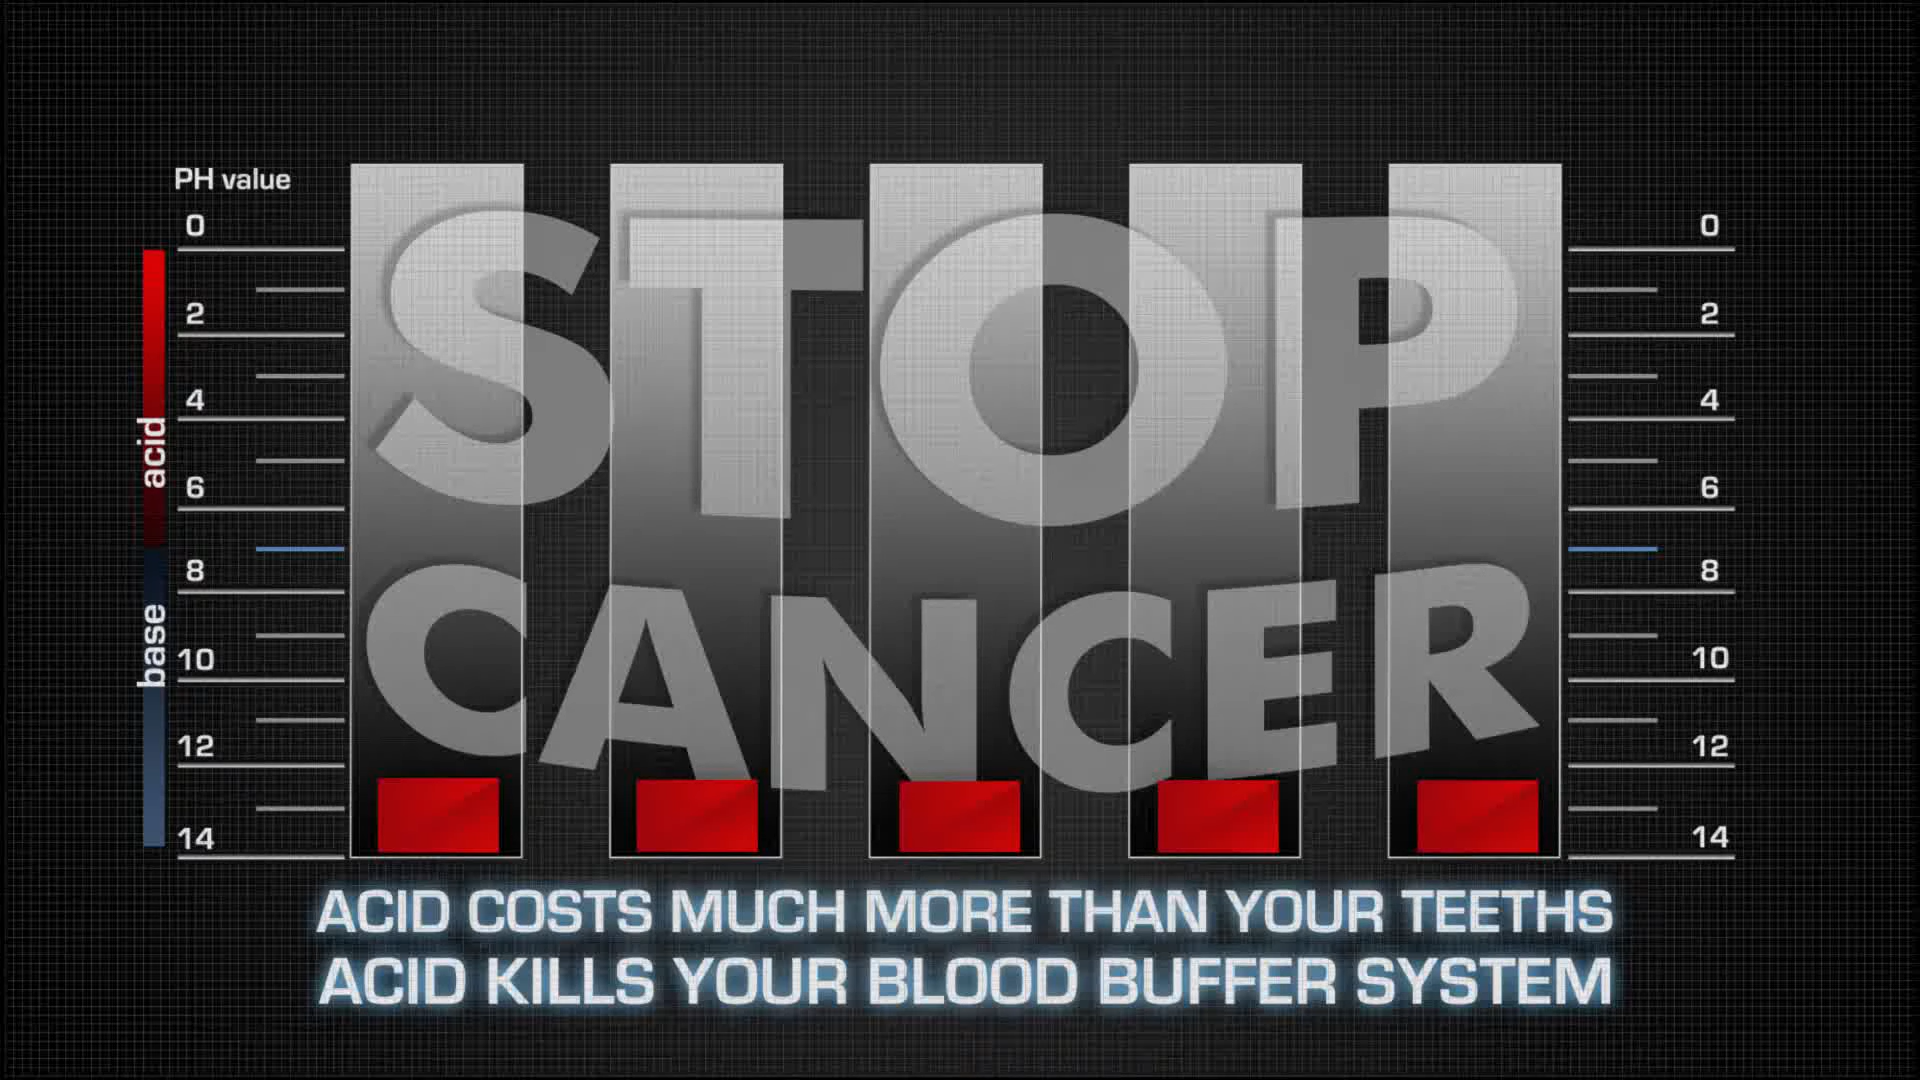 PH value
0
2
4
6
8
10
12
14
acid
base
STOP
CANCER
0
2
4
6
8
10
12
14
ACID COSTS MUCH MORE THAN YOUR TEETHS
ACID KILLS YOUR BLOOD BUFFER SYSTEM